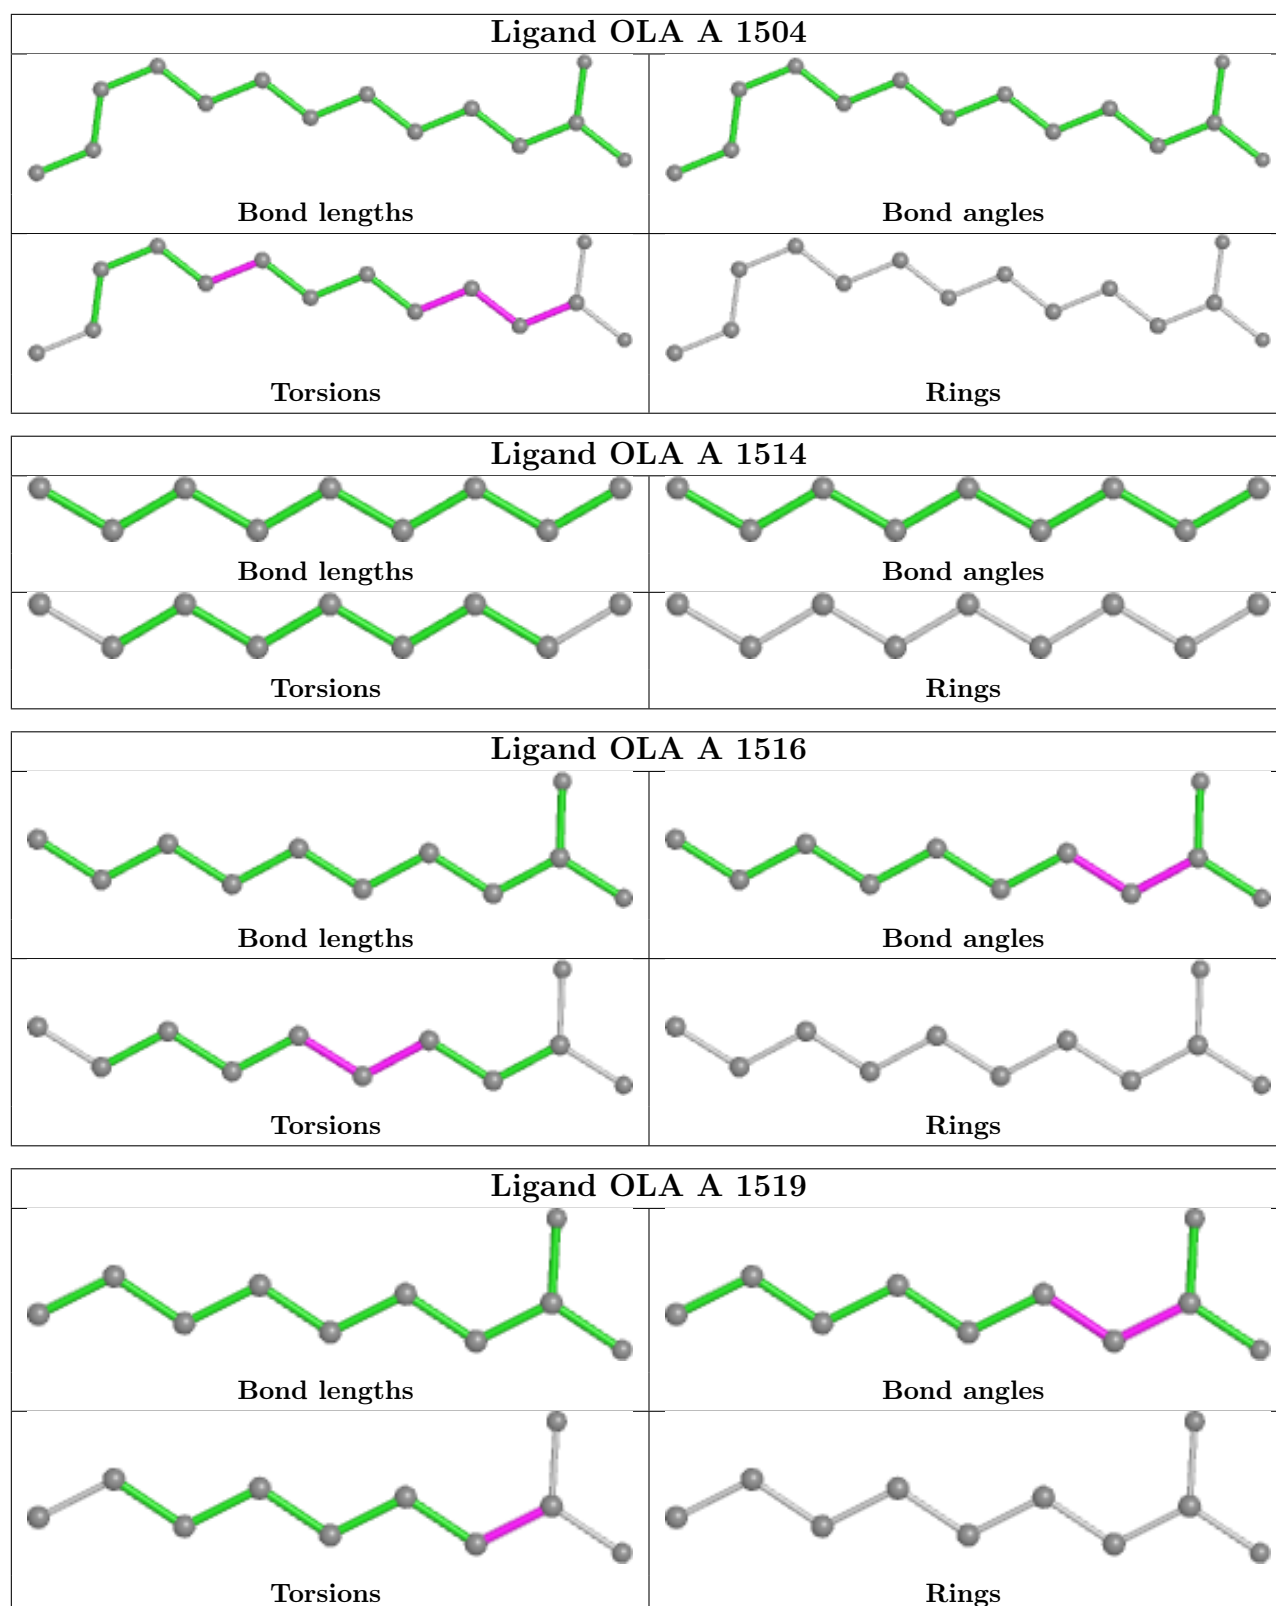 Ligand OLA A 1504
Bond lengths
Bond angles
Torsions
Rings
Ligand OLA A 1514
Bond lengths
Bond angles
Torsions
Rings
Ligand OLA A 1516
Bond lengths
Bond angles
Torsions
Rings
Ligand OLA A 1519
Bond lengths
Bond angles
Torsions
Rings